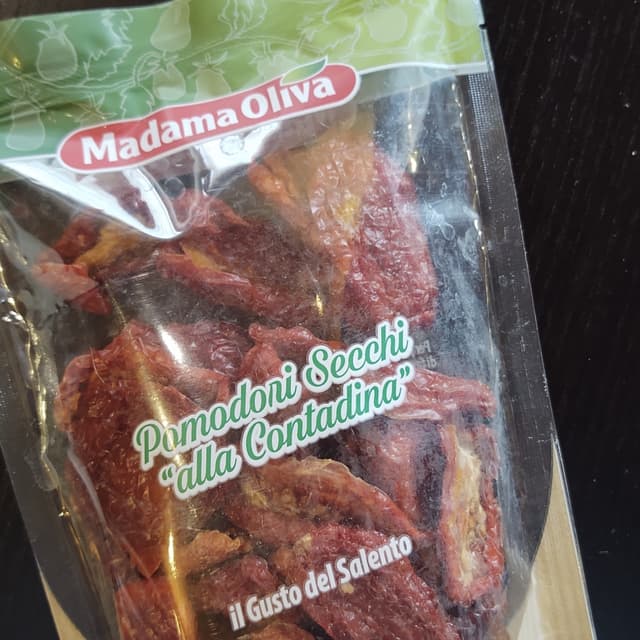 Madama Oliva
Pomodori Secchi
“alla Contadina”
il Gusto del Salento